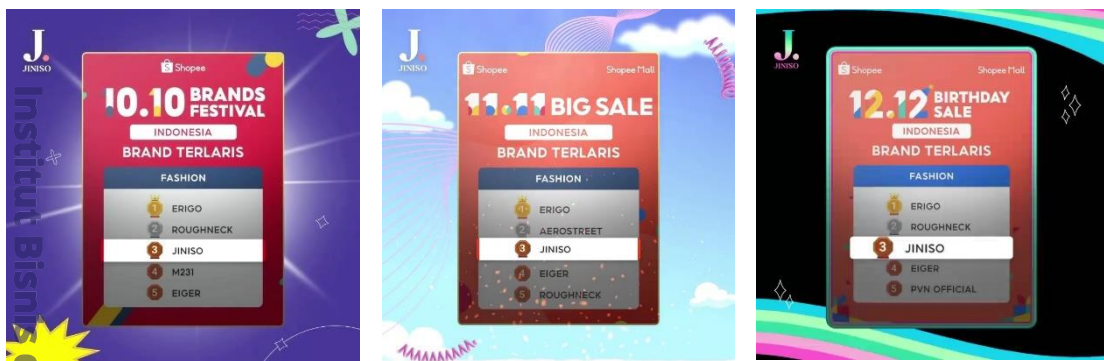 J.
JINISO
Shopee
10.10 BRANDS
FESTIVAL
INDONESIA
BRAND TERLARIS
FASHION
1 ERIGO
2 ROUGHNECK
3 JINISO
4 M231
5 EIGER
Institut Bisnis
J.
JINISO
Shopee
Shopee Mall
11.11 BIG SALE
INDONESIA
BRAND TERLARIS
FASHION
1 ERIGO
2 AEROSTREET
3 JINISO
4 EIGER
5 ROUGHNECK
J.
JINISO
Shopee
Shopee Mall
12.12 BIRTHDAY
SALE
INDONESIA
BRAND TERLARIS
FASHION
1 ERIGO
2 ROUGHNECK
3 JINISO
4 EIGER
5 PVN OFFICIAL